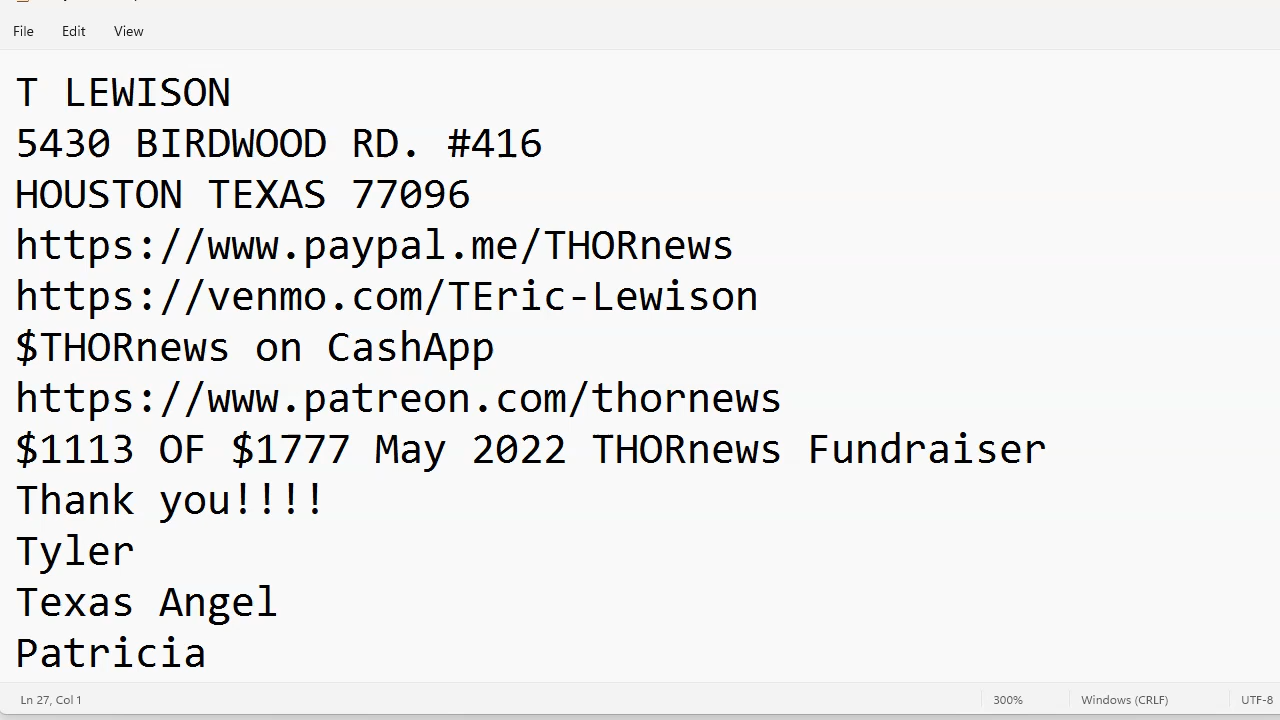 File Edit View
T LEWISON
5430 BIRDWOOD RD. #416
HOUSTON TEXAS 77096
https://www.paypal.me/THORnews
https://venmo.com/TEric-Lewison
$THORnews on CashApp
https://www.patreon.com/thornews
$1113 OF $1777 May 2022 THORnews Fundraiser
Thank you!!!!
Tyler
Texas Angel
Patricia
Ln 27, Col 1 300% Windows (CRLF) UTF-8